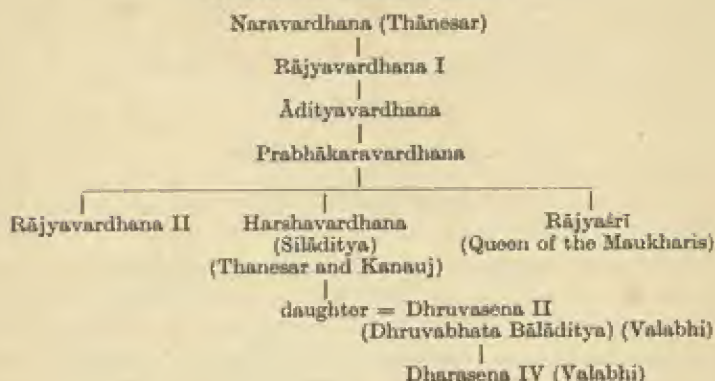 Naravardhana (Thānesar)
Rājyavardhana I
Ādityavardhana
Prabhākaravardhana
Rājyavardhana II Harshavardhana Rājyaśrī
(Silāditya) (Queen of the Maukharis)
(Thanesar and Kanauj)
daughter = Dhruvasena II
(Dhruvabhata Bālāditya) (Valabhi)
Dharasena IV (Valabhi)